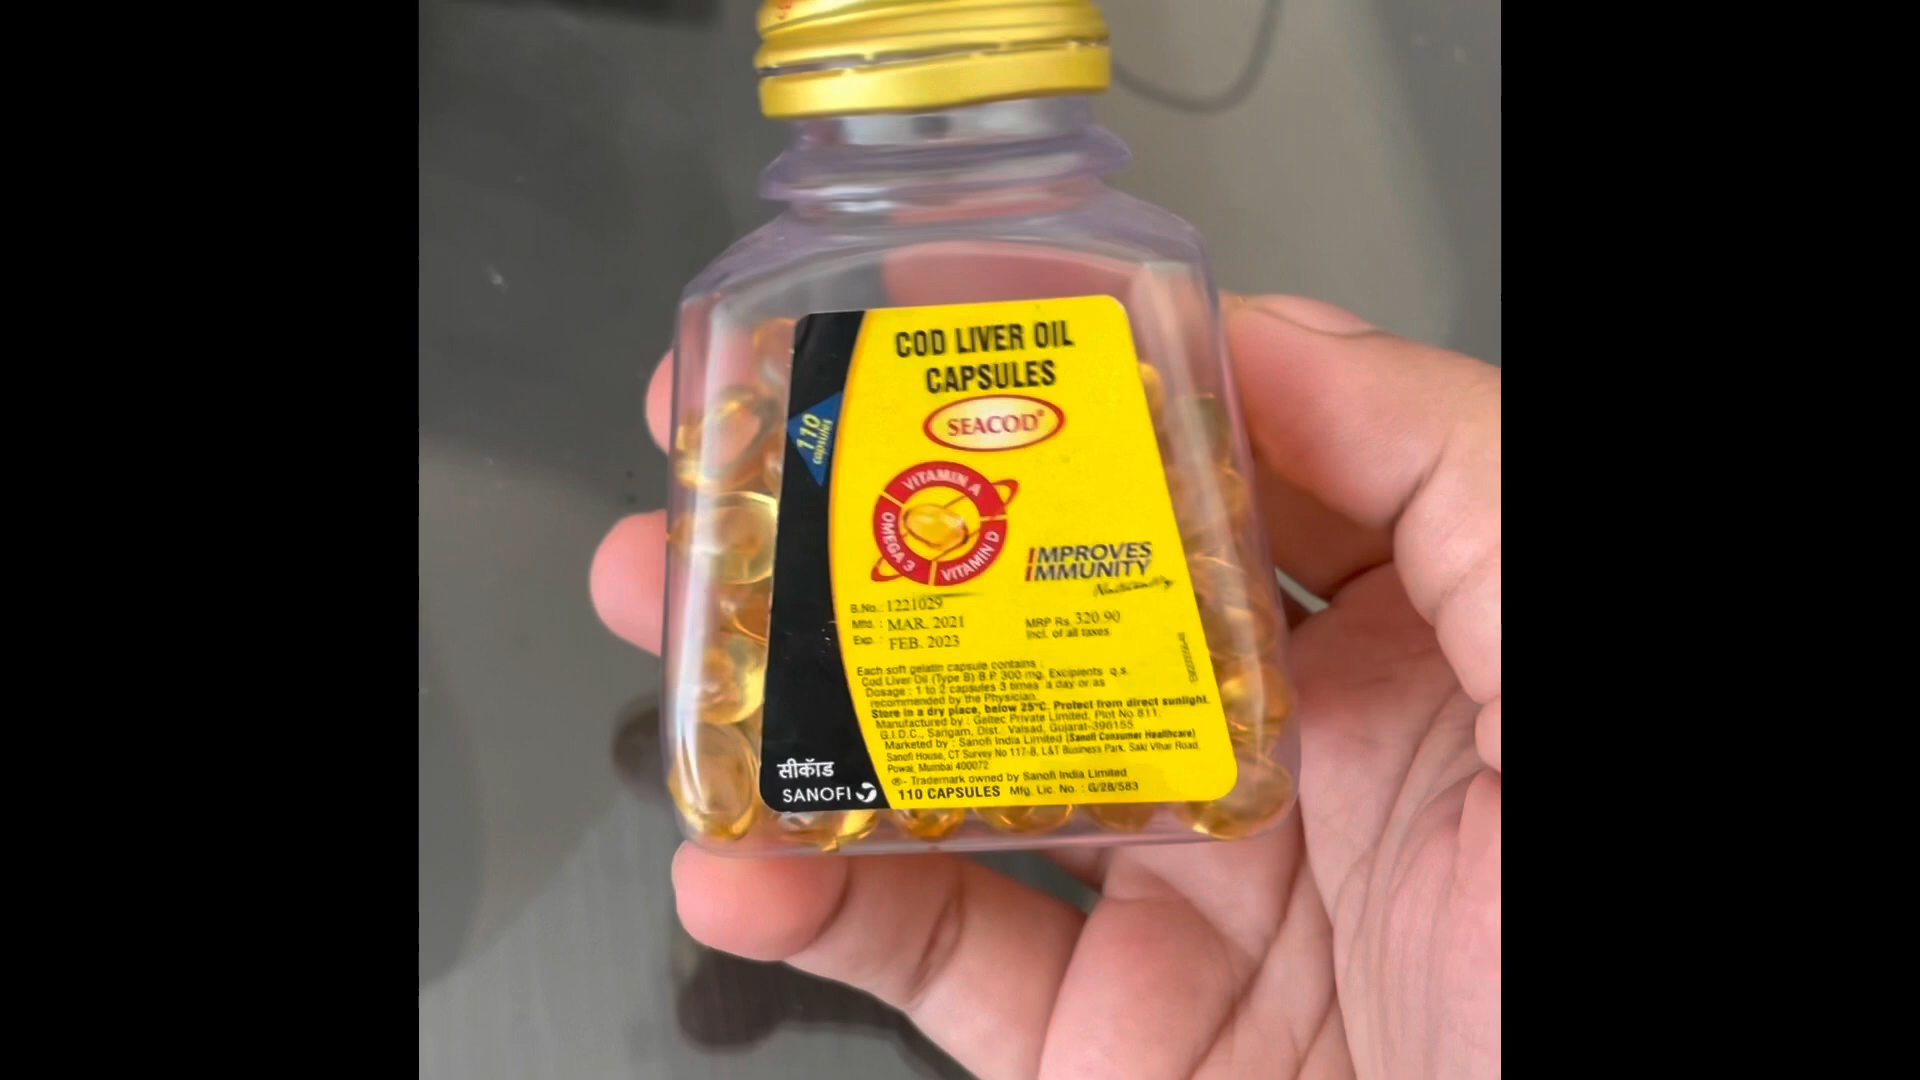 COD LIVER OIL
CAPSULES
SEACOD®
110
capsules
VITAMIN A
OMEGA 3
VITAMIN D
IMPROVES
IMMUNITY
Naturally
B.No.: 1221029
Mfd. : MAR. 2021
Exp. : FEB. 2023
MRP Rs. 320.90
Incl. of all taxes
Each soft gelatin capsule contains :
Cod Liver Oil (Type B) B.P. 300 mg. Excipients q.s.
Dosage : 1 to 2 capsules 3 times a day or as
recommended by the Physician.
Store in a dry place, below 25°C. Protect from direct sunlight.
Manufactured by : Geltec Private Limited, Plot No 811,
G.I.D.C., Sarigam, Dist.: Valsad, Gujarat-396155
Marketed by : Sanofi India Limited (Sanofi Consumer Healthcare)
Sanofi House, CT Survey No 117-B, L&T Business Park, Saki Vihar Road,
Powai, Mumbai 400072
®- Trademark owned by Sanofi India Limited
110 CAPSULES Mfg. Lic. No. : G/28/583
सीकॉड
SANOFI